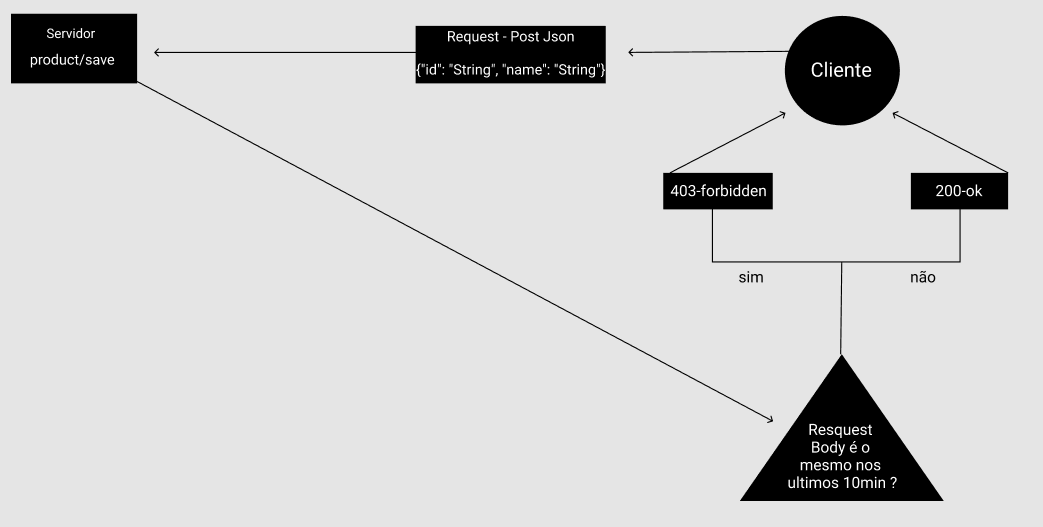 Servidor
product/save
Request - Post Json
{"id": "String", "name": "String"}
Cliente
403-forbidden
200-ok
sim
não
Resquest
Body é o
mesmo nos
ultimos 10min ?